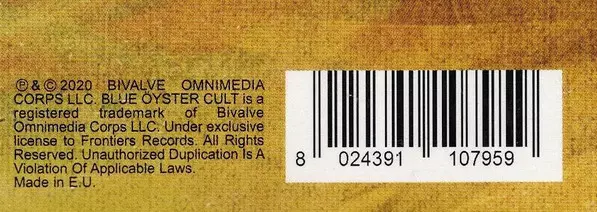 ℗ & © 2020 BIVALVE OMNIMEDIA
CORPS LLC. BLUE ÖYSTER CULT is a
registered trademark of Bivalve
Omnimedia Corps LLC. Under exclusive
license to Frontiers Records. All Rights
Reserved. Unauthorized Duplication Is A
Violation Of Applicable Laws.
Made in E.U.
8 024391 107959